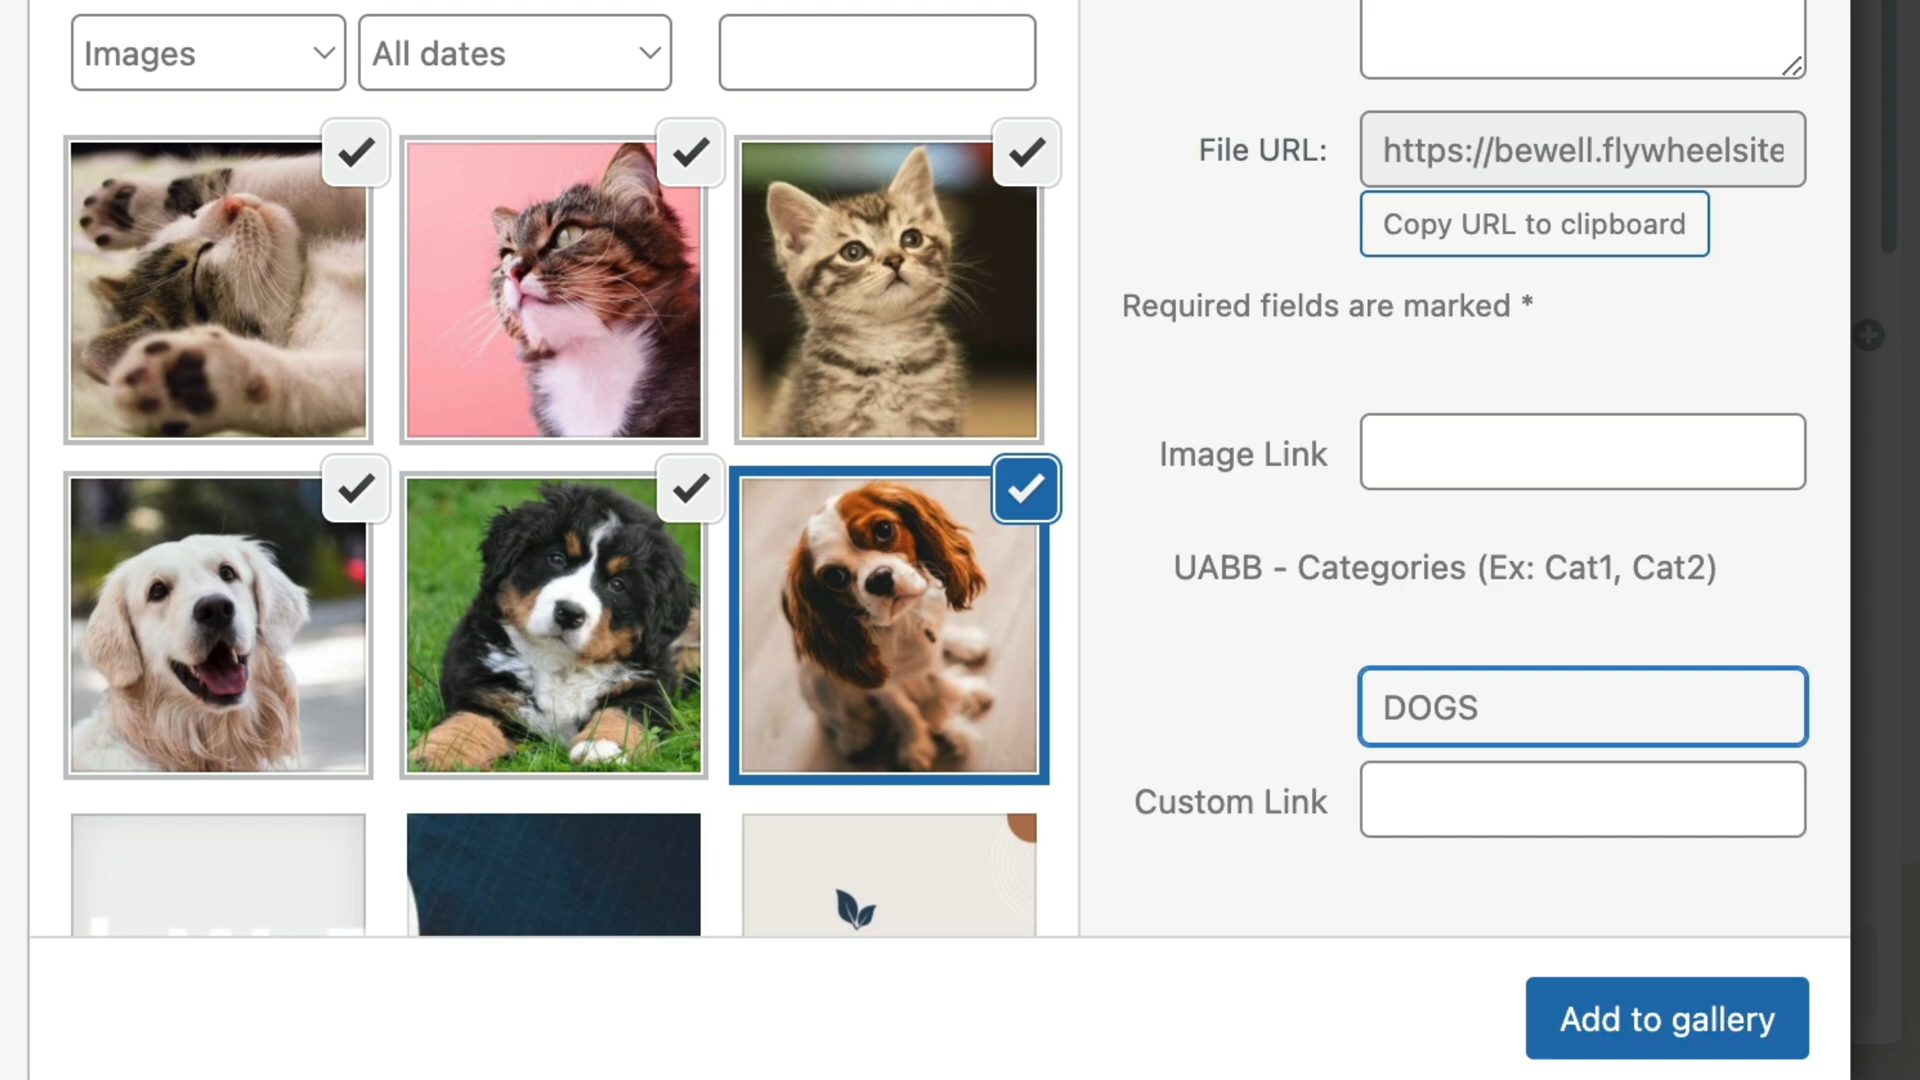 Images
All dates
File URL:
https://bewell.flywheelsite
Copy URL to clipboard
Required fields are marked *
Image Link
UABB - Categories (Ex: Cat1, Cat2)
DOGS
Custom Link
Add to gallery